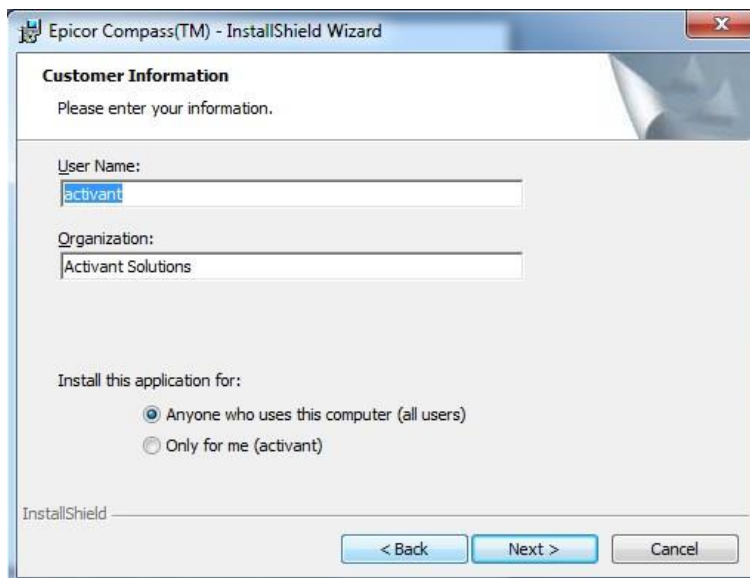 Epicor Compass(TM) - InstallShield Wizard
Customer Information
Please enter your information.
User Name:
activant
Organization:
Activant Solutions
Install this application for:
Anyone who uses this computer (all users)
Only for me (activant)
InstallShield
< Back Next > Cancel